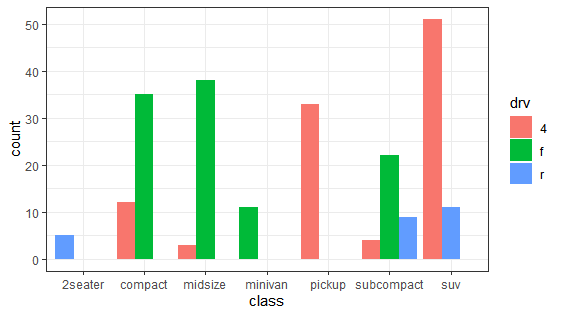 50
40
30
20
10
0
count
2seater compact midsize minivan pickup subcompact suv
class
drv
4
f
r